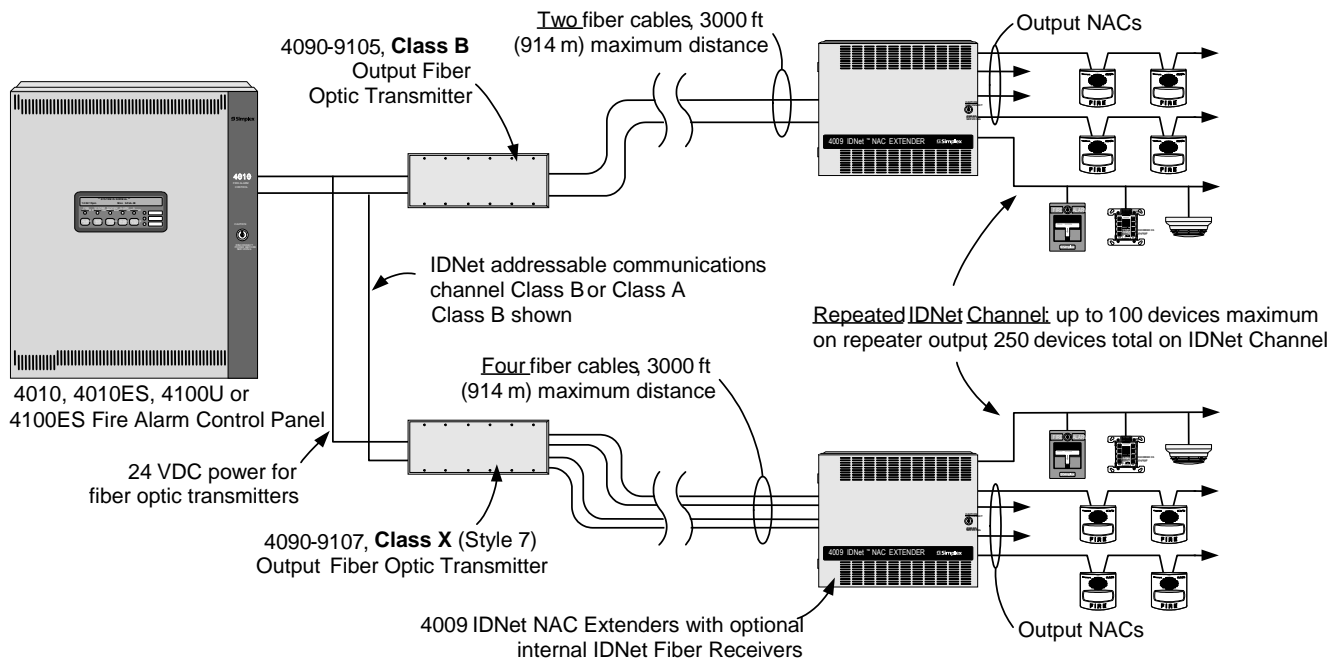 Two fiber cables, 3000 ft
(914 m) maximum distance
Output NACs
4090-9105, Class B
Output Fiber
Optic Transmitter
Simplex
4010
4009 IDNet™ NAC EXTENDER Simplex
FIRE FIRE
FIRE FIRE
IDNet addressable communications
channel Class B or Class A
Class B shown
Repeated IDNet Channel: up to 100 devices maximum
on repeater output, 250 devices total on IDNet Channel
4010, 4010ES, 4100U or
4100ES Fire Alarm Control Panel
Four fiber cables, 3000 ft
(914 m) maximum distance
24 VDC power for
fiber optic transmitters
4090-9107, Class X (Style 7)
Output Fiber Optic Transmitter
4009 IDNet™ NAC EXTENDER Simplex
FIRE FIRE
FIRE FIRE
4009 IDNet NAC Extenders with optional
internal IDNet Fiber Receivers
Output NACs